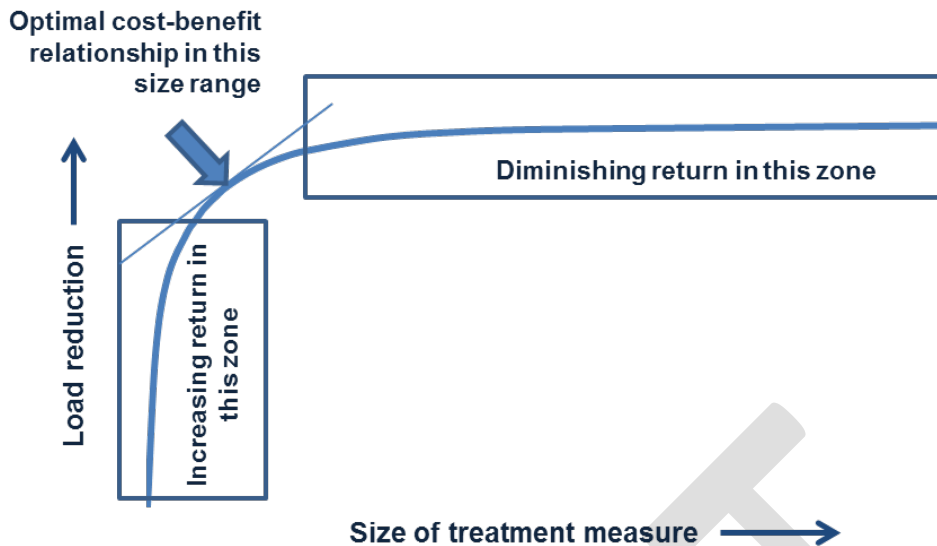 Optimal cost-benefit
relationship in this
size range
Diminishing return in this zone
Load reduction
Increasing return in
this zone
Size of treatment measure